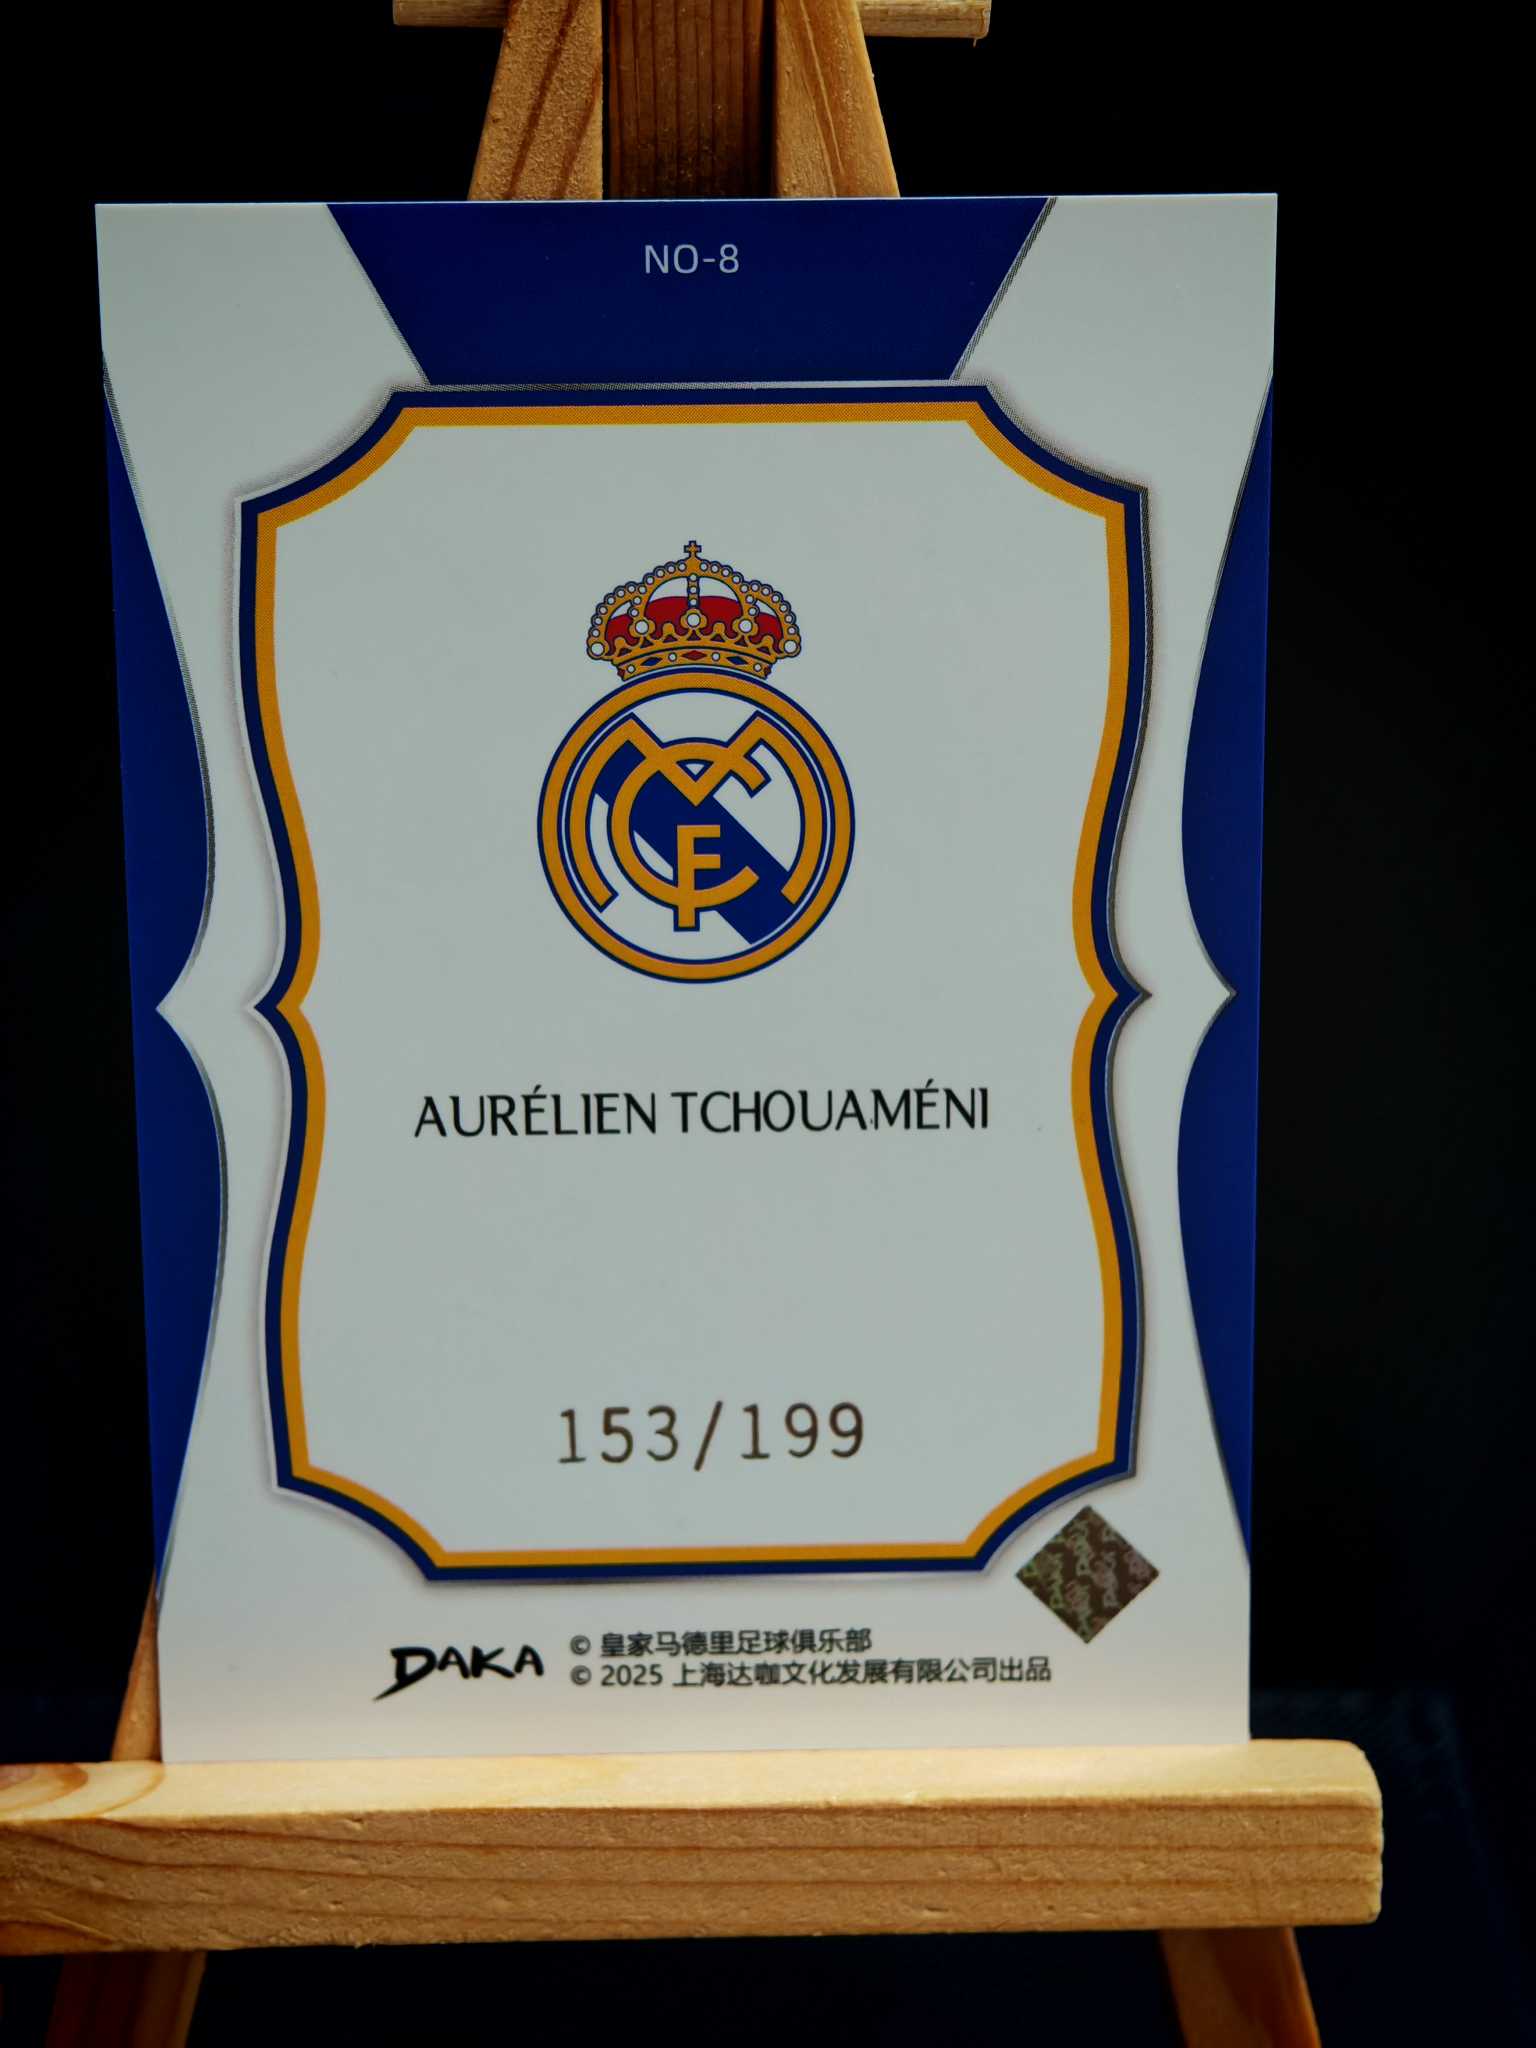 NO-8
AURÉLIEN TCHOUAMÉNI
153/199
DAKA
© 皇家马德里足球俱乐部
© 2025 上海达咖文化发展有限公司出品